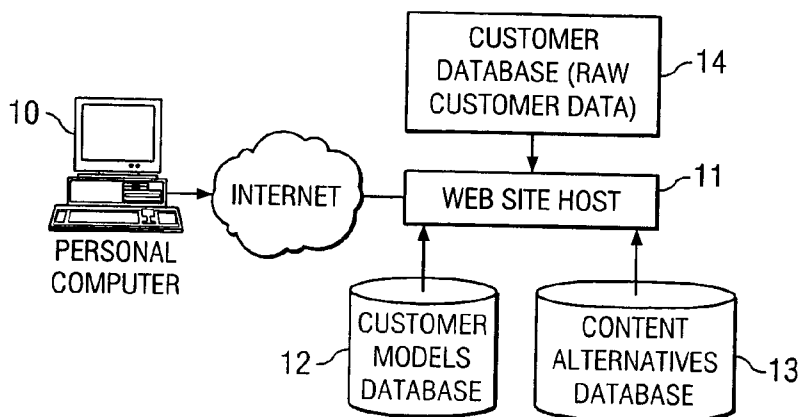 10
PERSONAL
COMPUTER
INTERNET
CUSTOMER
DATABASE (RAW
CUSTOMER DATA)
14
WEB SITE HOST
11
12
CUSTOMER
MODELS
DATABASE
CONTENT
ALTERNATIVES
DATABASE
13